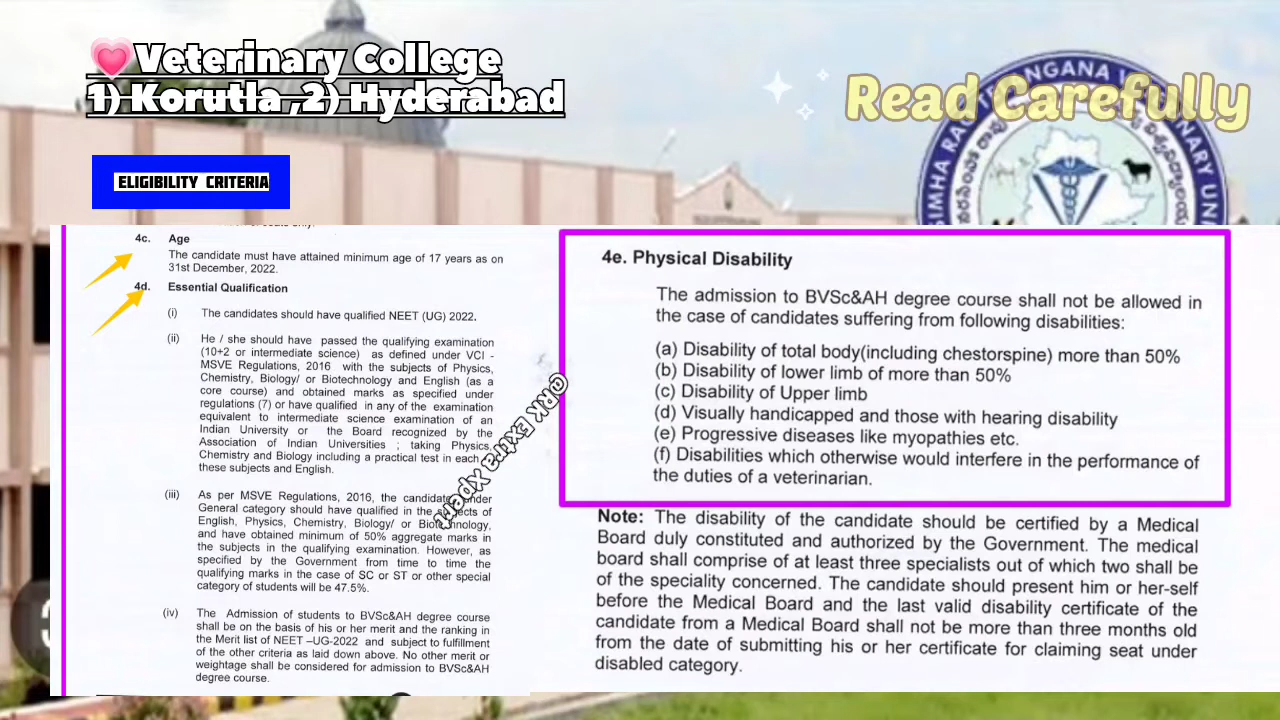 💗Veterinary College
1) Korutla ,2) Hyderabad
Read Carefully
NGANA V
SIMHA RAO
NARY UNI
ELIGIBILITY CRITERIA
4c. Age
The candidate must have attained minimum age of 17 years as on
31st December, 2022.
4d. Essential Qualification
(i) The candidates should have qualified NEET (UG) 2022.
(ii) He / she should have passed the qualifying examination
(10+2 or intermediate science) as defined under VCI -
MSVE Regulations, 2016 with the subjects of Physics,
Chemistry, Biology/ or Biotechnology and English (as a
core course) and obtained marks as specified under
regulations (7) or have qualified in any of the examination
equivalent to intermediate science examination of an
Indian University or the Board recognized by the
Association of Indian Universities ; taking Physics,
Chemistry and Biology including a practical test in each of
these subjects and English.
(iii) As per MSVE Regulations, 2016, the candidate under
General category should have qualified in the subjects of
English, Physics, Chemistry, Biology/ or Biotechnology,
and have obtained minimum of 50% aggregate marks in
the subjects in the qualifying examination. However, as
specified by the Government from time to time the
qualifying marks in the case of SC or ST or other special
category of students will be 47.5%.
(iv) The Admission of students to BVSc&AH degree course
shall be on the basis of his or her merit and the ranking in
the Merit list of NEET –UG-2022 and subject to fulfillment
of the other criteria as laid down above. No other merit or
weightage shall be considered for admission to BVSc&AH
degree course.
@RK Extra Xpert
4e. Physical Disability
The admission to BVSc&AH degree course shall not be allowed in
the case of candidates suffering from following disabilities:
(a) Disability of total body(including chestorspine) more than 50%
(b) Disability of lower limb of more than 50%
(c) Disability of Upper limb
(d) Visually handicapped and those with hearing disability
(e) Progressive diseases like myopathies etc.
(f) Disabilities which otherwise would interfere in the performance of
the duties of a veterinarian.
Note: The disability of the candidate should be certified by a Medical
Board duly constituted and authorized by the Government. The medical
board shall comprise of at least three specialists out of which two shall be
of the speciality concerned. The candidate should present him or her-self
before the Medical Board and the last valid disability certificate of the
candidate from a Medical Board shall not be more than three months old
from the date of submitting his or her certificate for claiming seat under
disabled category.